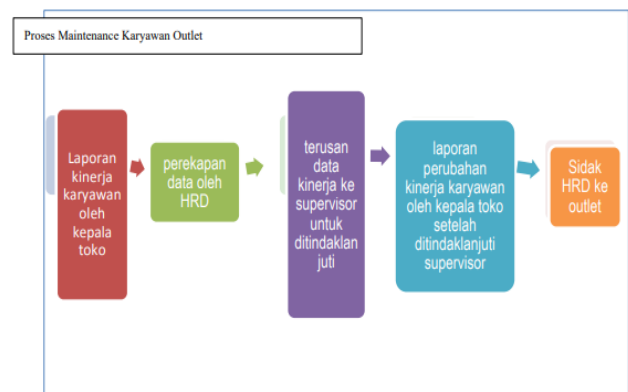 Proses Maintenance Karyawan Outlet
Laporan
kinerja
karyawan
oleh
kepala
toko
perekapan
data oleh
HRD
terusan
data
kinerja ke
supervisor
untuk
ditindaklan
juti
laporan
perubahan
kinerja karyawan
oleh kepala toko
setelah
ditindaklanjuti
supervisor
Sidak
HRD ke
outlet